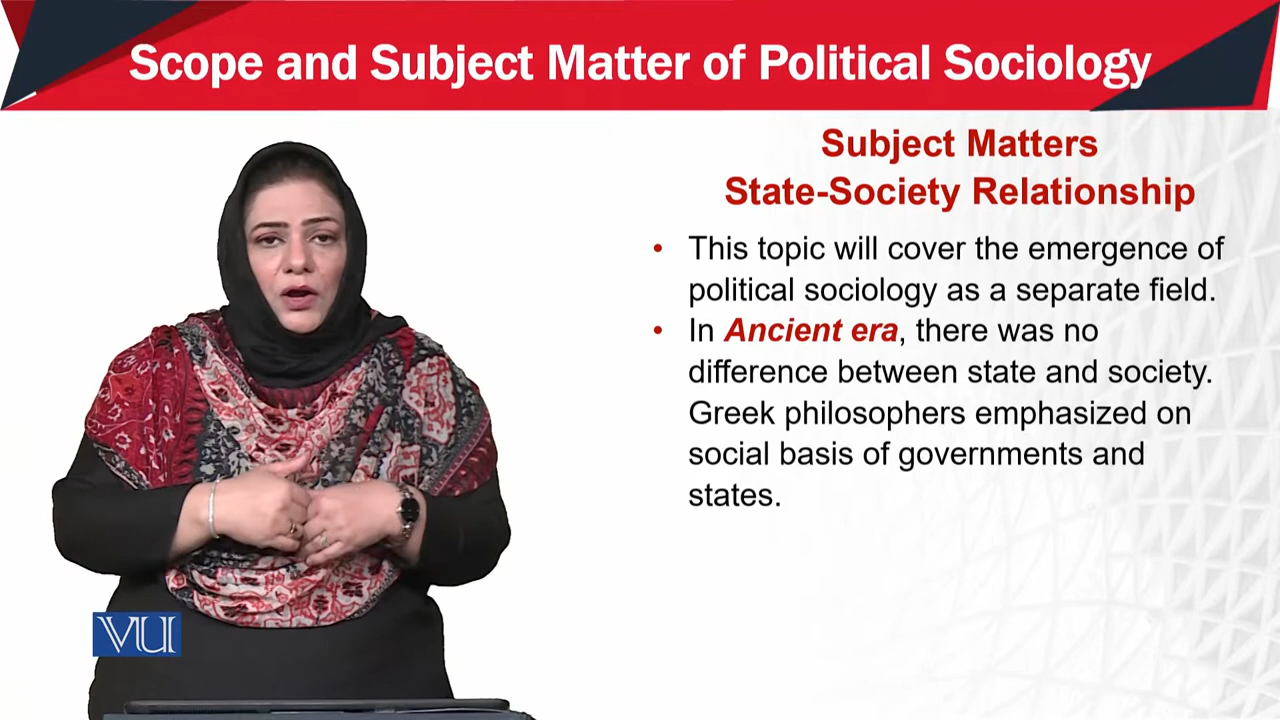 Scope and Subject Matter of Political Sociology
Subject Matters
State-Society Relationship
• This topic will cover the emergence of
political sociology as a separate field.
• In Ancient era, there was no
difference between state and society.
Greek philosophers emphasized on
social basis of governments and
states.
VU